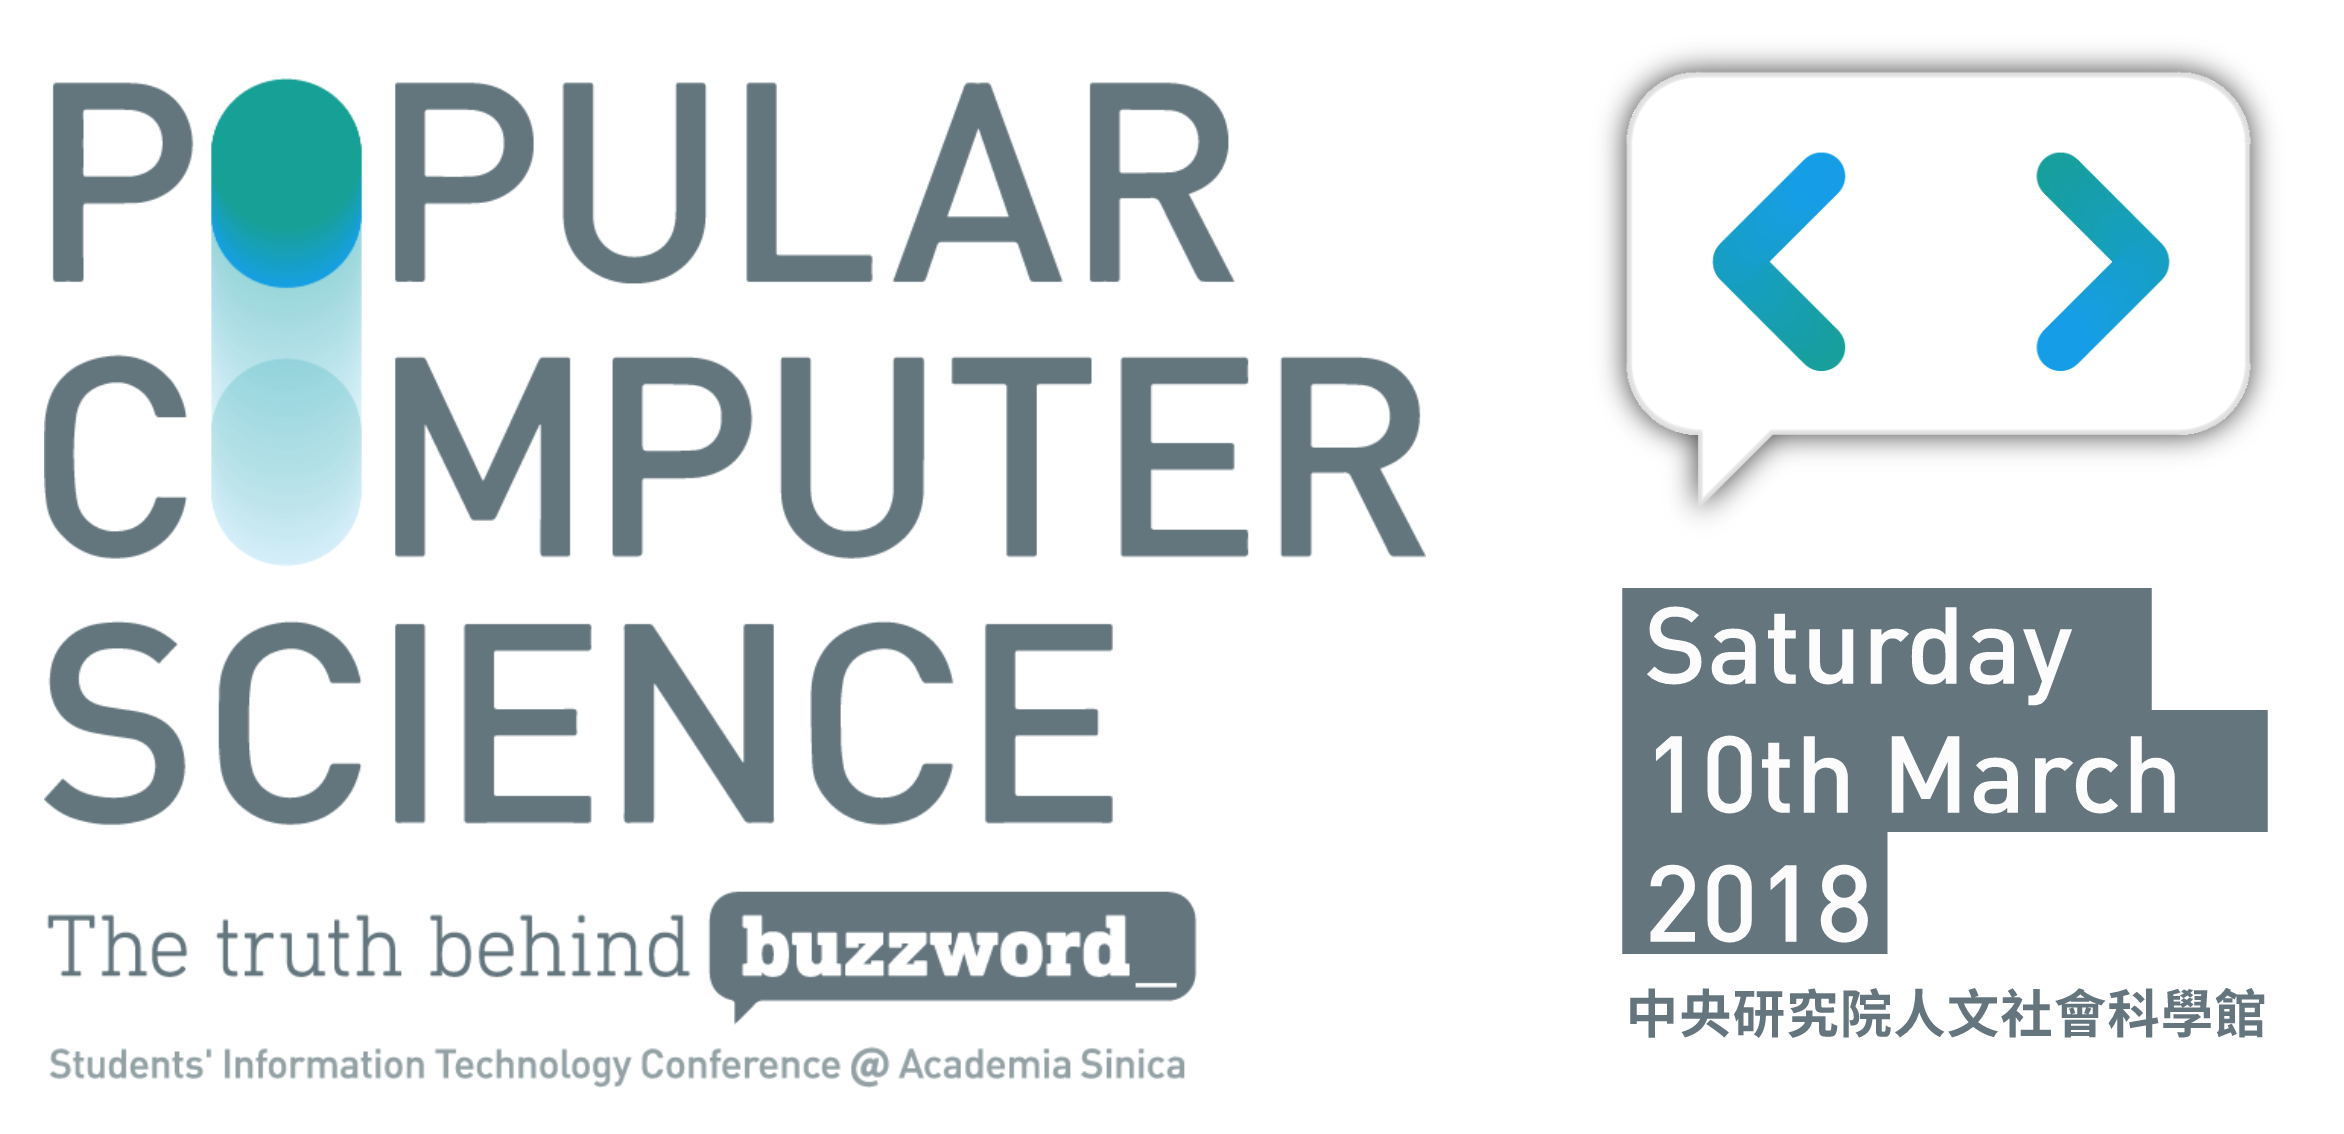 POPULAR
COMPUTER
SCIENCE
The truth behind buzzword_
Students' Information Technology Conference @ Academia Sinica
< >
Saturday
10th March
2018
中央研究院人文社會科學館